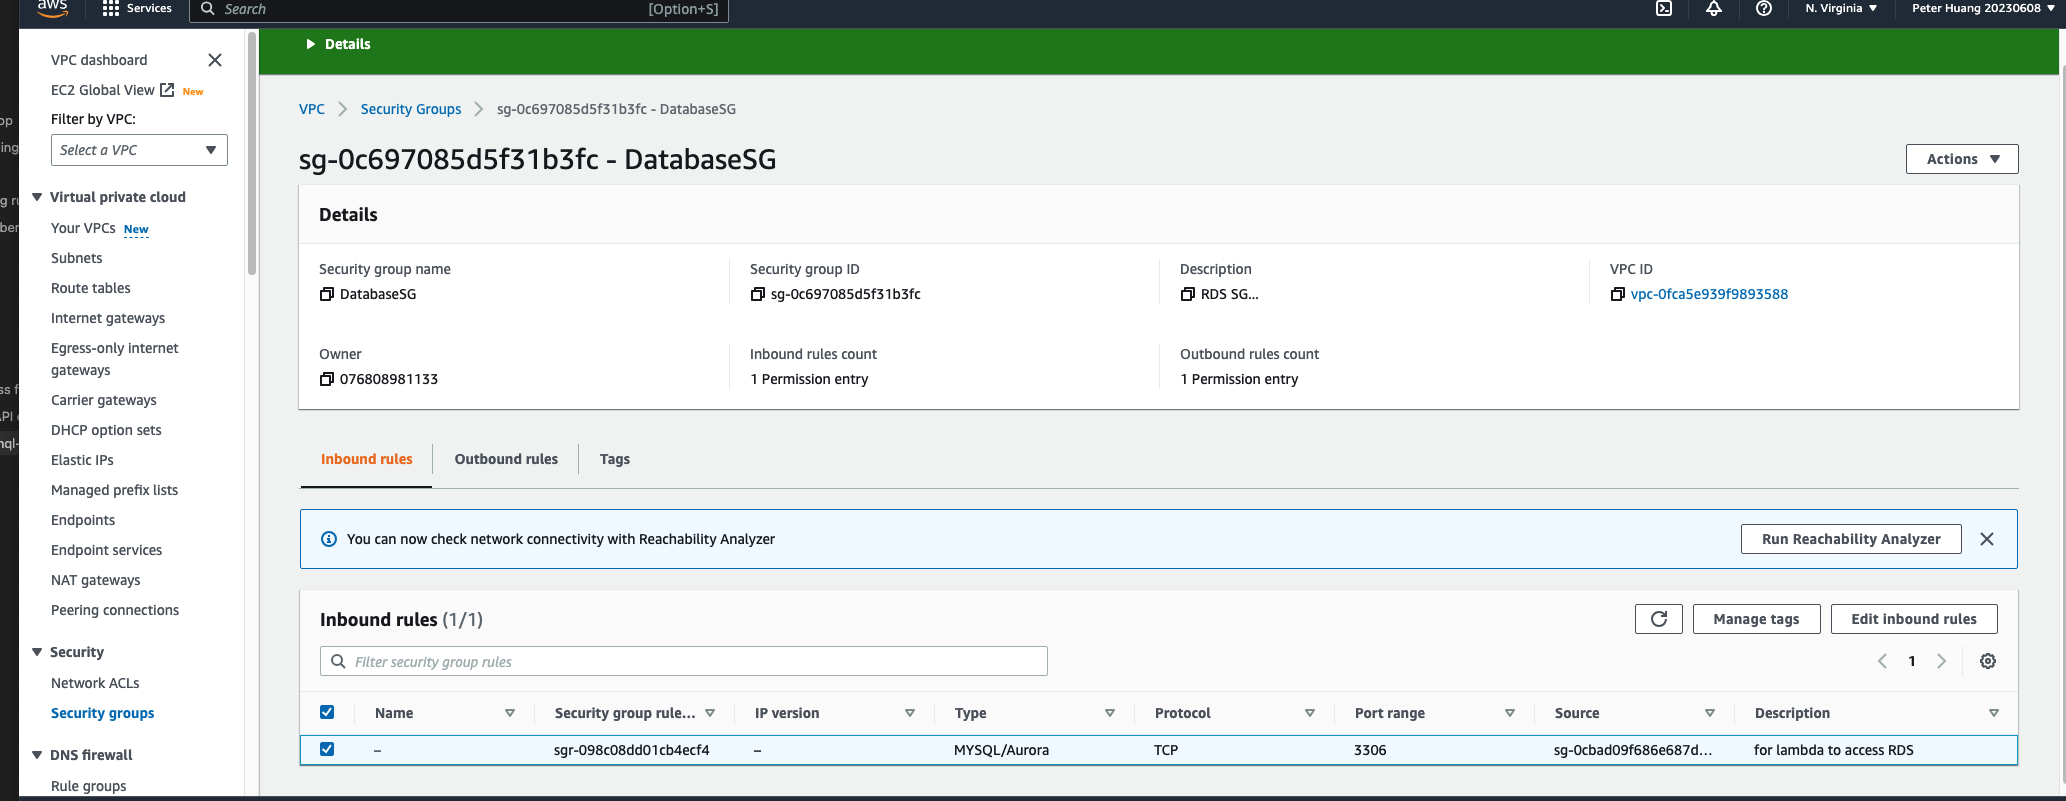 aws
Services
Search
[Option+S]
N. Virginia
Peter Huang 20230608
VPC dashboard
EC2 Global View New
Filter by VPC:
Select a VPC
Virtual private cloud
Your VPCs New
Subnets
Route tables
Internet gateways
Egress-only internet
gateways
Carrier gateways
DHCP option sets
Elastic IPs
Managed prefix lists
Endpoints
Endpoint services
NAT gateways
Peering connections
Security
Network ACLs
Security groups
DNS firewall
Rule groups
Details
VPC
Security Groups
sg-0c697085d5f31b3fc - DatabaseSG
sg-0c697085d5f31b3fc - DatabaseSG
Actions
Details
Security group name
DatabaseSG
Security group ID
sg-0c697085d5f31b3fc
Description
RDS SG...
VPC ID
vpc-0fca5e939f9893588
Owner
076808981133
Inbound rules count
1 Permission entry
Outbound rules count
1 Permission entry
Inbound rules
Outbound rules
Tags
You can now check network connectivity with Reachability Analyzer
Run Reachability Analyzer
Inbound rules (1/1)
Manage tags
Edit inbound rules
Filter security group rules
1
Name Security group rule... IP version Type Protocol Port range Source Description
– sgr-098c08dd01cb4ecf4 – MYSQL/Aurora TCP 3306 sg-0cbad09f686e687d... for lambda to access RDS